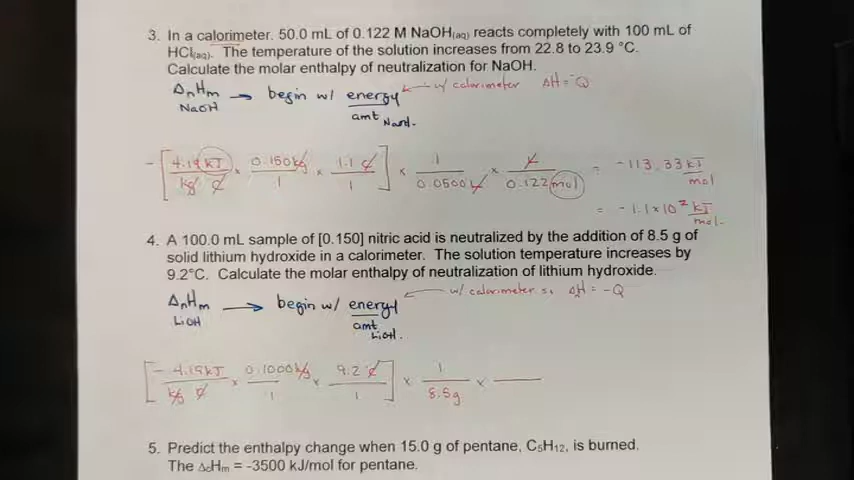 3. In a calorimeter. 50.0 mL of 0.122 M NaOH(aq) reacts completely with 100 mL of
HCl(aq). The temperature of the solution increases from 22.8 to 23.9 °C.
Calculate the molar enthalpy of neutralization for NaOH.
ΔnHm → begin w/ energy ← w/ calorimeter ΔH = -Q
NaOH amt NaOH.
- [4.19 kJ / kg °C × 0.150 kg / 1 × 1.1 °C / 1] × 1 / 0.0500 L × L / 0.122 mol = -113.33 kJ / mol
= -1.1 × 10² kJ / mol.
4. A 100.0 mL sample of [0.150] nitric acid is neutralized by the addition of 8.5 g of
solid lithium hydroxide in a calorimeter. The solution temperature increases by
9.2°C. Calculate the molar enthalpy of neutralization of lithium hydroxide.
ΔnHm → begin w/ energy ← w/ calorimeter so ΔH = -Q
LiOH amt LiOH.
[- 4.19 kJ / kg °C × 0.1000 kg / 1 × 9.2 °C / 1] × 1 / 8.5g ×
5. Predict the enthalpy change when 15.0 g of pentane, C₅H₁₂, is burned.
The ΔcHm = -3500 kJ/mol for pentane.